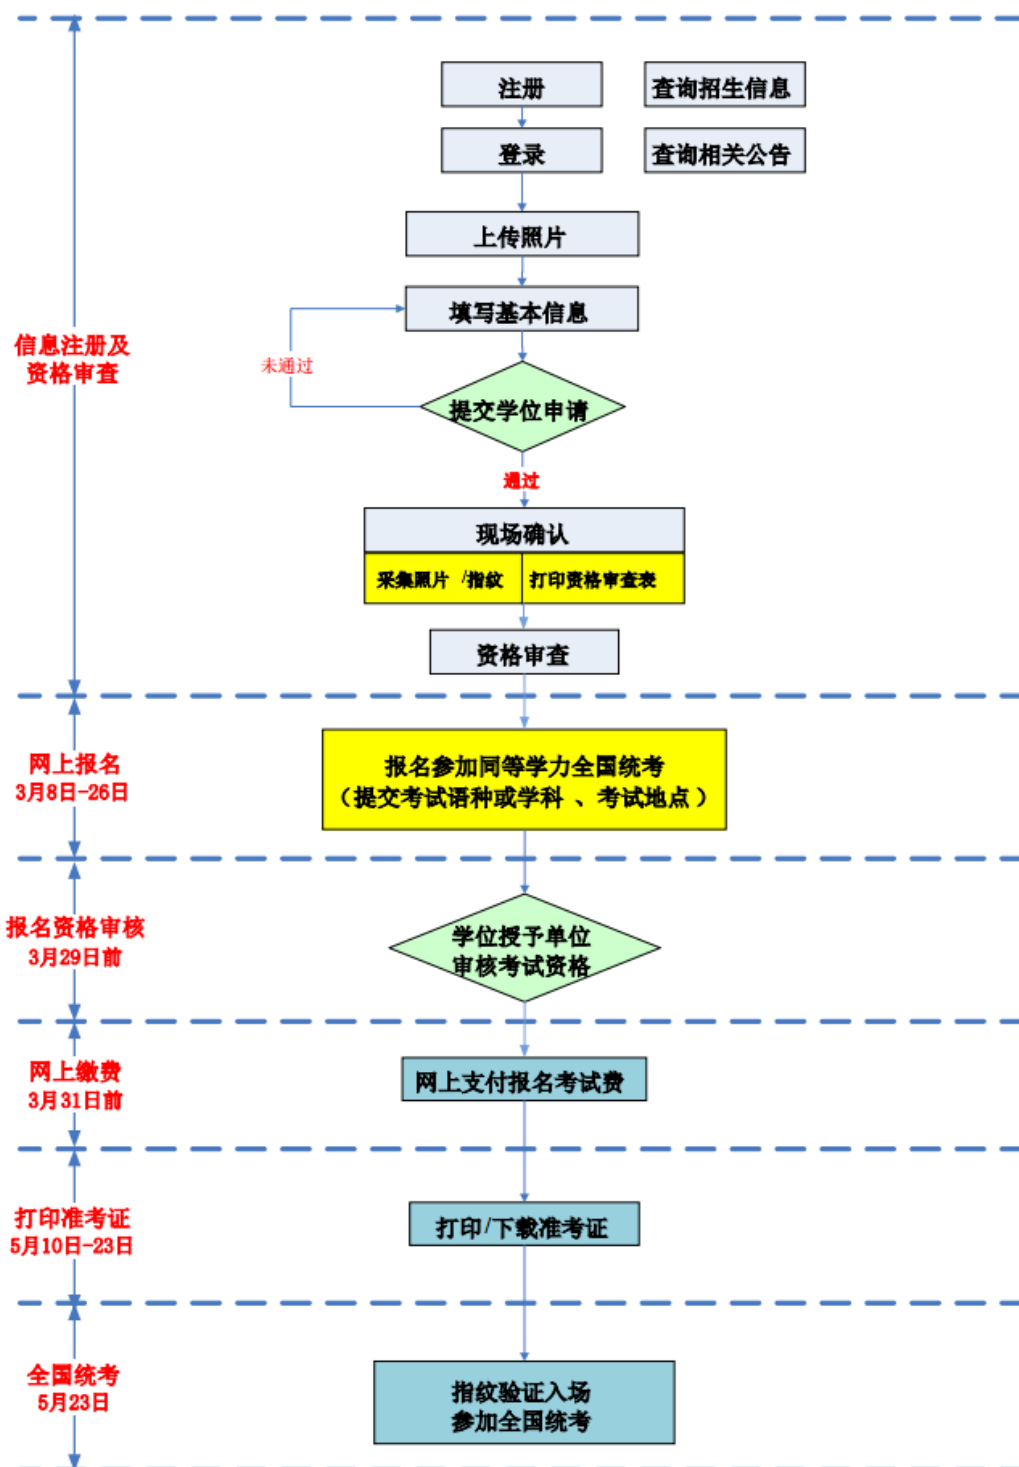 注册
查询招生信息
登录
查询相关公告
上传照片
填写基本信息
信息注册及
资格审查
未通过
提交学位申请
通过
现场确认
采集照片 /指纹
打印资格审查表
资格审查
网上报名
3月8日-26日
报名参加同等学力全国统考
（提交考试语种或学科 、考试地点 ）
报名资格审核
3月29日前
学位授予单位
审核考试资格
网上缴费
3月31日前
网上支付报名考试费
打印准考证
5月10日-23日
打印/下载准考证
全国统考
5月23日
指纹验证入场
参加全国统考